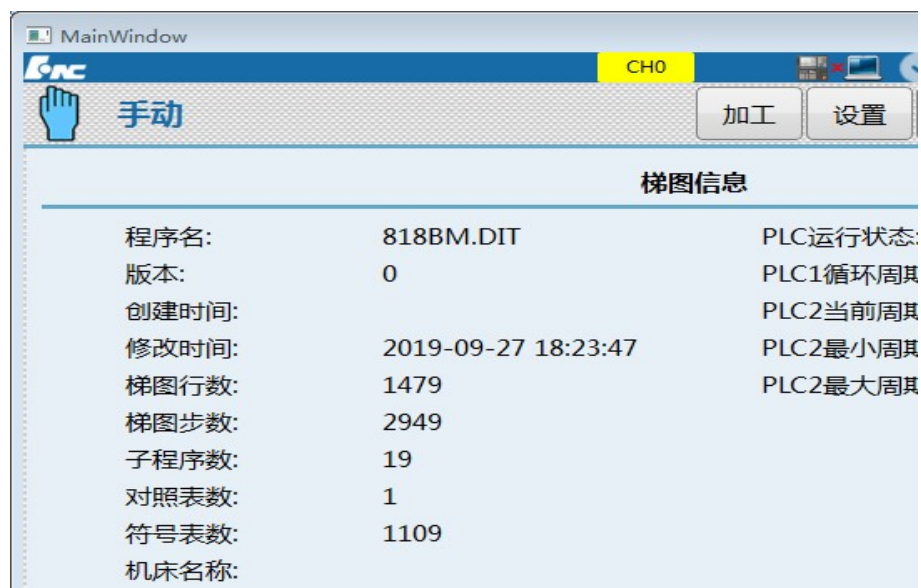 MainWindow
CH0
手动
加工 设置
梯图信息
程序名: 818BM.DIT PLC运行状态:
版本: 0 PLC1循环周期
创建时间: PLC2当前周期
修改时间: 2019-09-27 18:23:47 PLC2最小周期
梯图行数: 1479 PLC2最大周期
梯图步数: 2949
子程序数: 19
对照表数: 1
符号表数: 1109
机床名称: